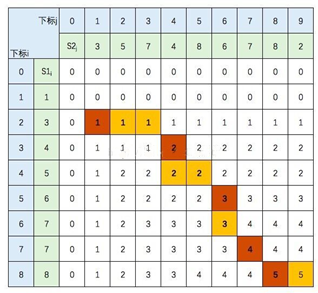 下标j 0 1 2 3 4 5 6 7 8 9
下标i S2j 3 5 7 4 8 6 7 8 2
0 S1i 0 0 0 0 0 0 0 0 0 0
1 1 0 0 0 0 0 0 0 0 0 0
2 3 0 1 1 1 1 1 1 1 1 1
3 4 0 1 1 1 2 2 2 2 2 2
4 5 0 1 2 2 2 2 2 2 2 2
5 6 0 1 2 2 2 2 3 3 3 3
6 7 0 1 2 3 3 3 3 4 4 4
7 7 0 1 2 3 3 3 3 4 4 4
8 8 0 1 2 3 3 4 4 4 5 5